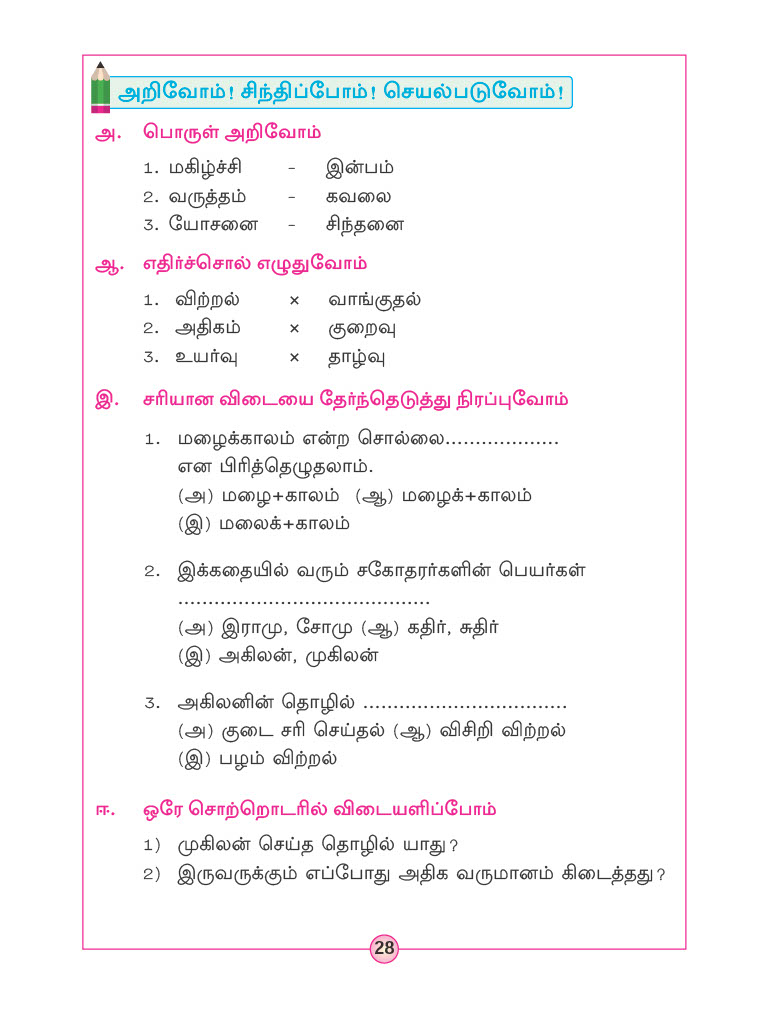 அறிவோம்! சிந்திப்போம்! செயல்படுவோம்!
அ. பொருள் அறிவோம்
1. மகிழ்ச்சி - இன்பம்
2. வருத்தம் - கவலை
3. யோசனை - சிந்தனை
ஆ. எதிர்ச்சொல் எழுதுவோம்
1. விற்றல் × வாங்குதல்
2. அதிகம் × குறைவு
3. உயர்வு × தாழ்வு
இ. சரியான விடையை தேர்ந்தெடுத்து நிரப்புவோம்
1. மழைக்காலம் என்ற சொல்லை...................
என பிரித்தெழுதலாம்.
(அ) மழை+காலம் (ஆ) மழைக்+காலம்
(இ) மலைக்+காலம்
2. இக்கதையில் வரும் சகோதரர்களின் பெயர்கள்
..........................................
(அ) இராமு, சோமு (ஆ) கதிர், சுதிர்
(இ) அகிலன், முகிலன்
3. அகிலனின் தொழில் ..................................
(அ) குடை சரி செய்தல் (ஆ) விசிறி விற்றல்
(இ) பழம் விற்றல்
ஈ. ஒரே சொற்றொடரில் விடையளிப்போம்
1) முகிலன் செய்த தொழில் யாது?
2) இருவருக்கும் எப்போது அதிக வருமானம் கிடைத்தது?
28